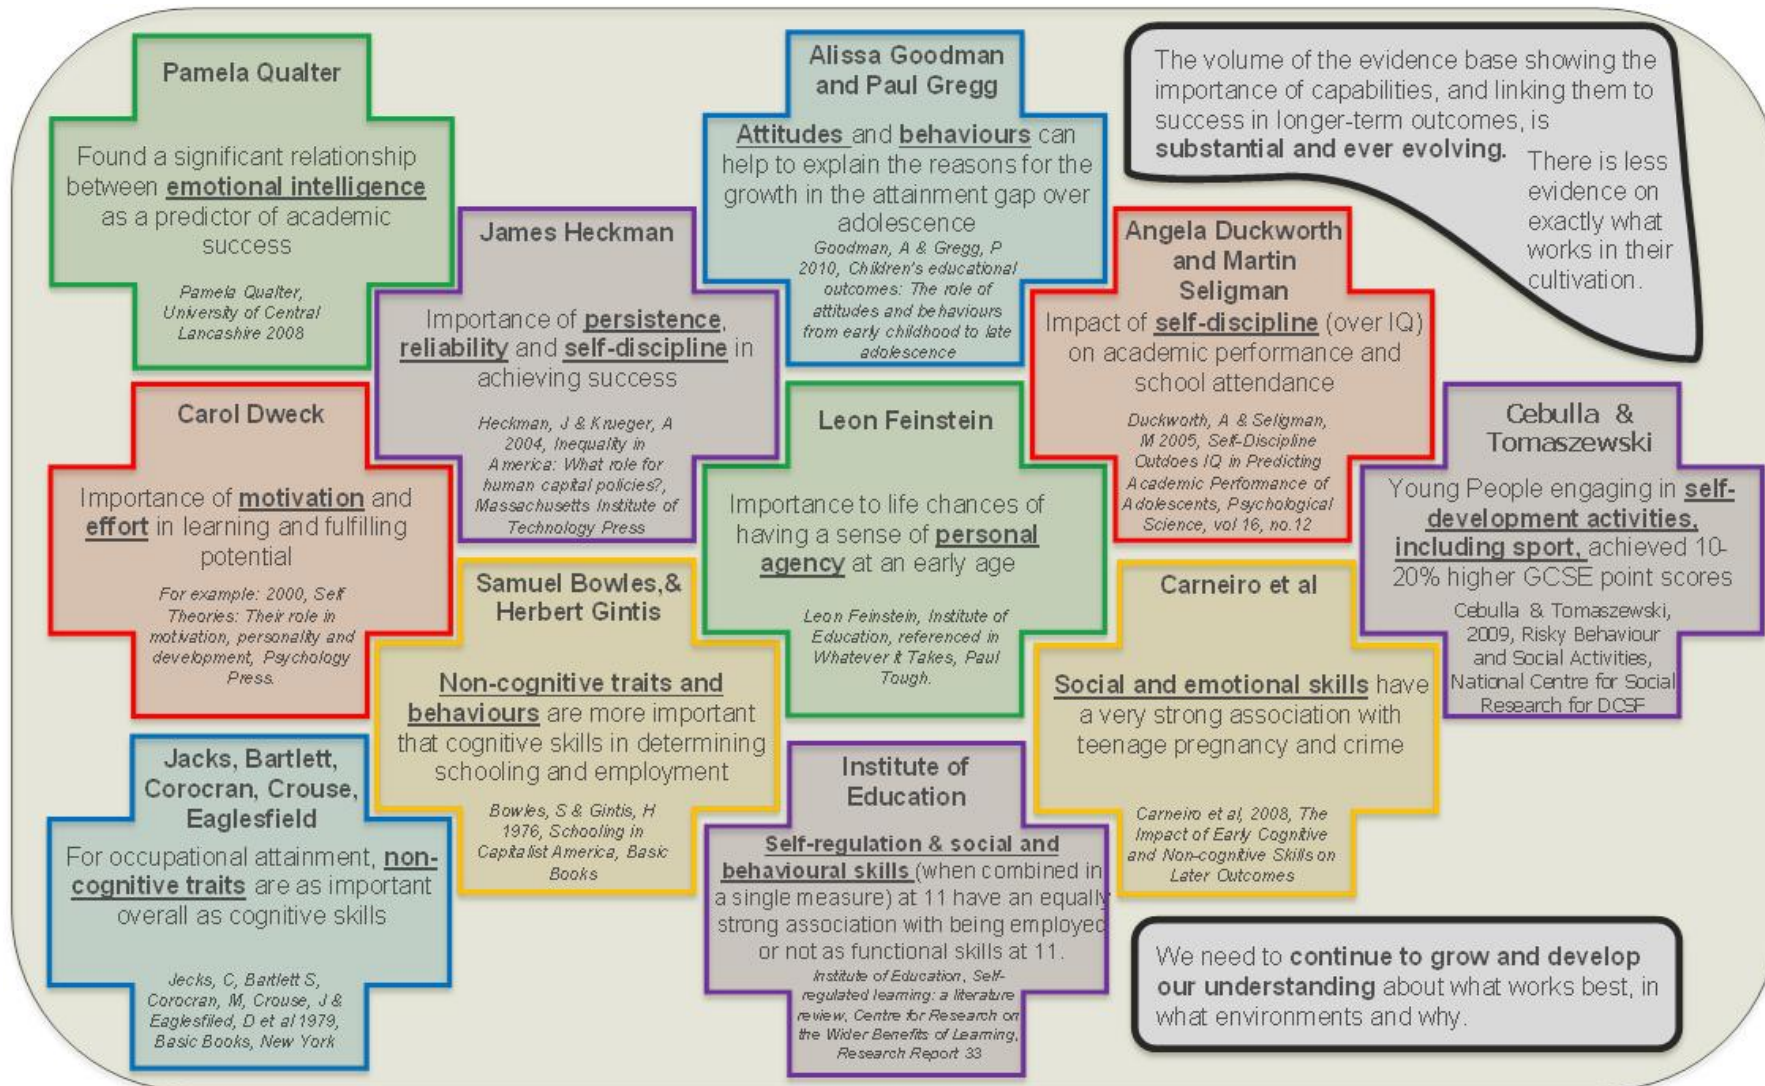 Pamela Qualter
Found a significant relationship
between emotional intelligence
as a predictor of academic
success
Pamela Qualter,
University of Central
Lancashire 2008
Alissa Goodman
and Paul Gregg
Attitudes and behaviours can
help to explain the reasons for the
growth in the attainment gap over
adolescence
Goodman, A & Gregg, P
2010, Children's educational
outcomes: The role of
attitudes and behaviours
from early childhood to late
adolescence
The volume of the evidence base showing the
importance of capabilities, and linking them to
success in longer-term outcomes, is
substantial and ever evolving.
There is less
evidence on
exactly what
works in their
cultivation.
James Heckman
Importance of persistence,
reliability and self-discipline in
achieving success
Heckman, J & Krueger, A
2004, Inequality in
America: What role for
human capital policies?,
Massachusetts Institute of
Technology Press
Angela Duckworth
and Martin
Seligman
Impact of self-discipline (over IQ)
on academic performance and
school attendance
Duckworth, A & Seligman,
M 2005, Self-Discipline
Outdoes IQ in Predicting
Academic Performance of
Adolescents, Psychological
Science, vol 16, no.12
Carol Dweck
Importance of motivation and
effort in learning and fulfilling
potential
For example: 2000, Self
Theories: Their role in
motivation, personality and
development, Psychology
Press.
Leon Feinstein
Importance to life chances of
having a sense of personal
agency at an early age
Leon Feinstein, Institute of
Education, referenced in
Whatever it Takes, Paul
Tough.
Cebulla & 
Tomaszewski
Young People engaging in self-
development activities,
including sport, achieved 10-
20% higher GCSE point scores
Cebulla & Tomaszewski,
2009, Risky Behaviour
and Social Activities,
National Centre for Social
Research for DCSF
Samuel Bowles,&
Herbert Gintis
Non-cognitive traits and
behaviours are more important
that cognitive skills in determining
schooling and employment
Bowles, S & Gintis, H
1976, Schooling in
Capitalist America, Basic
Books
Carneiro et al
Social and emotional skills have
a very strong association with
teenage pregnancy and crime
Carneiro et al, 2008, The
Impact of Early Cognitive
and Non-cognitive Skills on
Later Outcomes
Jacks, Bartlett,
Corocran, Crouse,
Eaglesfield
For occupational attainment, non-
cognitive traits are as important
overall as cognitive skills
Jecks, C, Bartlett S,
Corocran, M, Crouse, J &
Eaglesfiled, D et al 1979,
Basic Books, New York
Institute of
Education
Self-regulation & social and
behavioural skills (when combined in
a single measure) at 11 have an equally
strong association with being employed
or not as functional skills at 11.
Institute of Education, Self-
regulated learning: a literature
review, Centre for Research on
the Wider Benefits of Learning,
Research Report 33
We need to continue to grow and develop
our understanding about what works best, in
what environments and why.